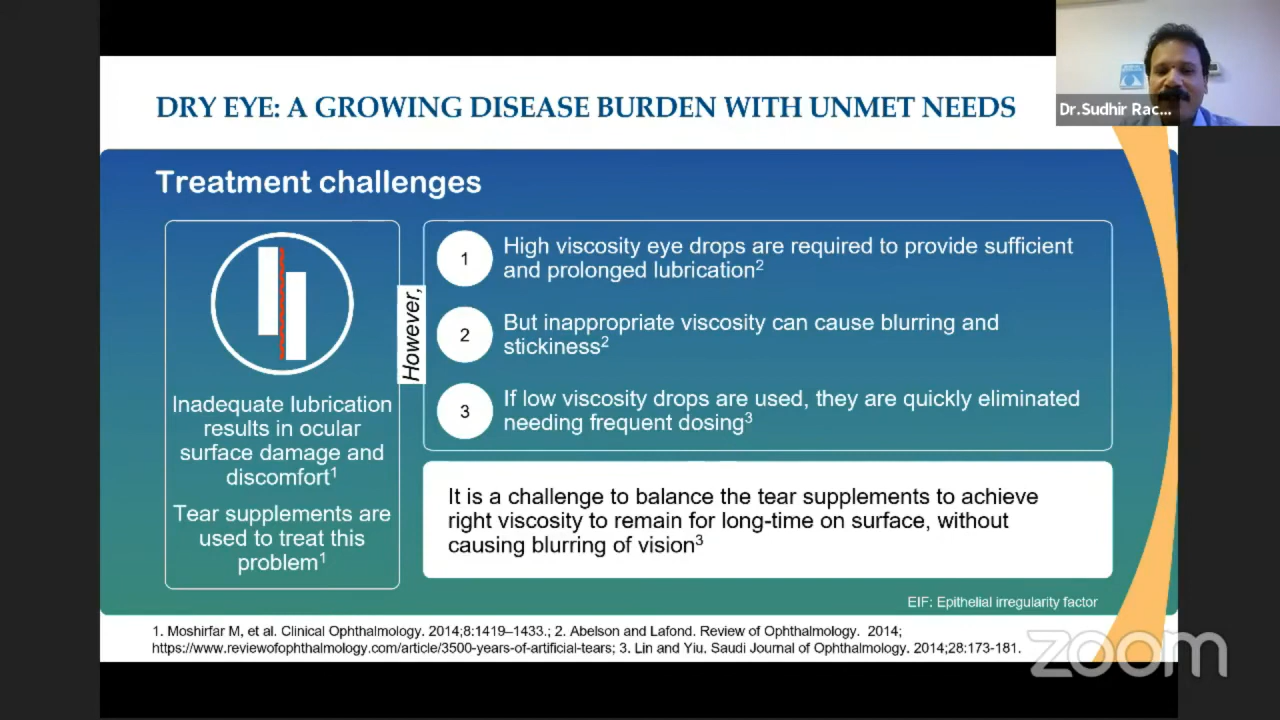 DRY EYE: A GROWING DISEASE BURDEN WITH UNMET NEEDS
Dr.Sudhir Rac...
Treatment challenges
Inadequate lubrication
results in ocular
surface damage and
discomfort1
Tear supplements are
used to treat this
problem1
However,
1
High viscosity eye drops are required to provide sufficient
and prolonged lubrication2
2
But inappropriate viscosity can cause blurring and
stickiness2
3
If low viscosity drops are used, they are quickly eliminated
needing frequent dosing3
It is a challenge to balance the tear supplements to achieve
right viscosity to remain for long-time on surface, without
causing blurring of vision3
EIF: Epithelial irregularity factor
1. Moshirfar M, et al. Clinical Ophthalmology. 2014;8:1419–1433.; 2. Abelson and Lafond. Review of Ophthalmology. 2014;
https://www.reviewofophthalmology.com/article/3500-years-of-artificial-tears; 3. Lin and Yiu. Saudi Journal of Ophthalmology. 2014;28:173-181.
zoom